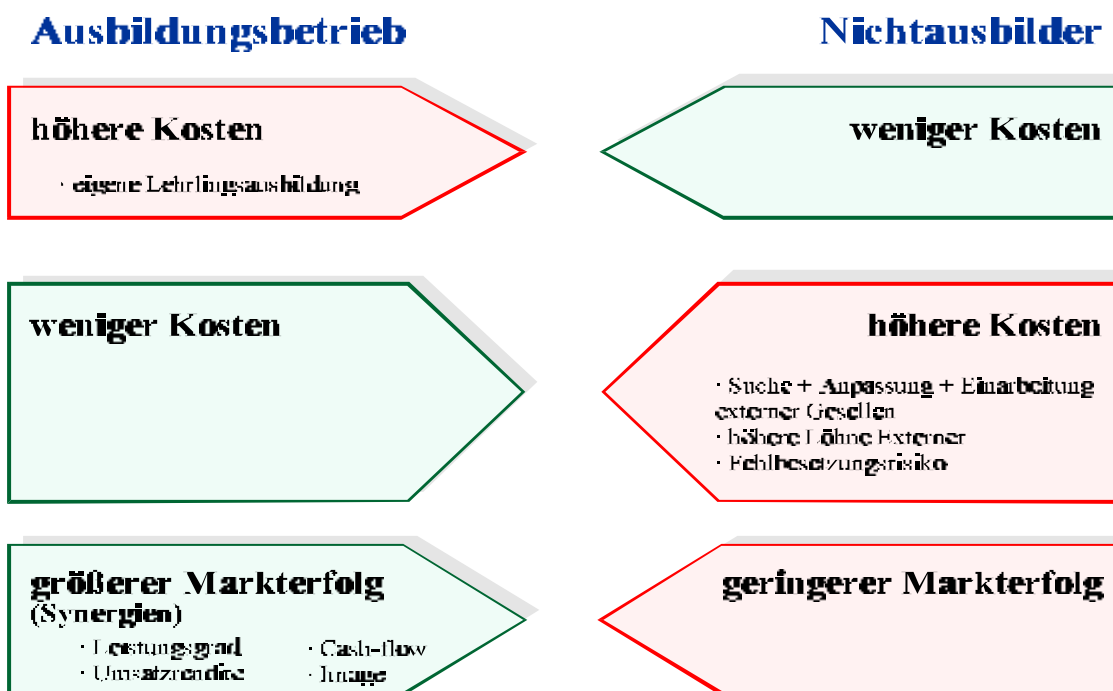 Ausbildungsbetrieb
Nichtausbilder
höhere Kosten
· eigene Lehrlingsausbildung
weniger Kosten
weniger Kosten
höhere Kosten
· Suche + Anpassung + Einarbeitung
externer Gesellen
· höhere Löhne Externer
· Fehlbesetzungsrisiko
größerer Markterfolg
(Synergien)
· Leistungsgrad · Cash-flow
· Umsatzrendite · Image
geringerer Markterfolg